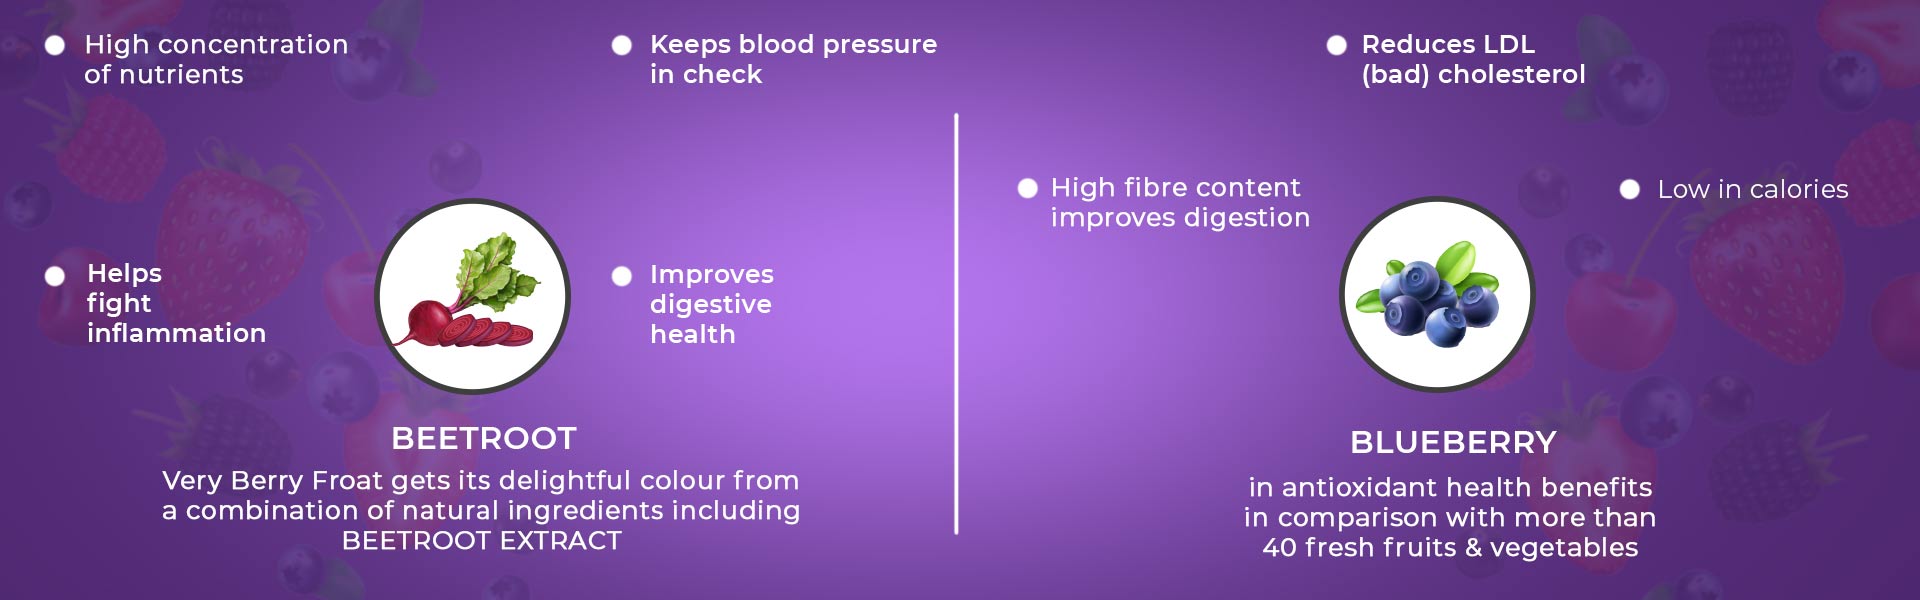 High concentration
of nutrients
Keeps blood pressure
in check
Helps
fight
inflammation
Improves
digestive
health
BEETROOT
Very Berry Froat gets its delightful colour from
a combination of natural ingredients including
BEETROOT EXTRACT
Reduces LDL
(bad) cholesterol
High fibre content
improves digestion
Low in calories
BLUEBERRY
in antioxidant health benefits
in comparison with more than
40 fresh fruits & vegetables